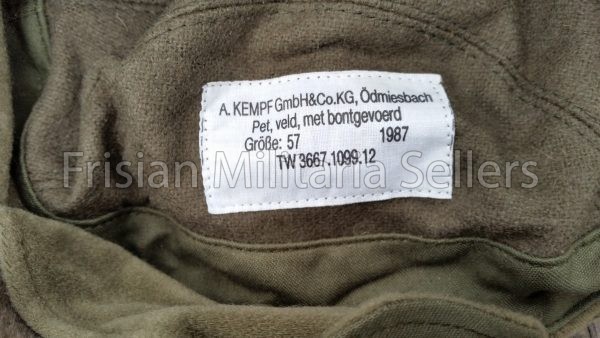 A. KEMPF GmbH&Co.KG, Ödmiesbach
Pet, veld, met bontgevoerd
Größe: 57 1987
TW 3667.1099.12
Frisian Militaria Sellers